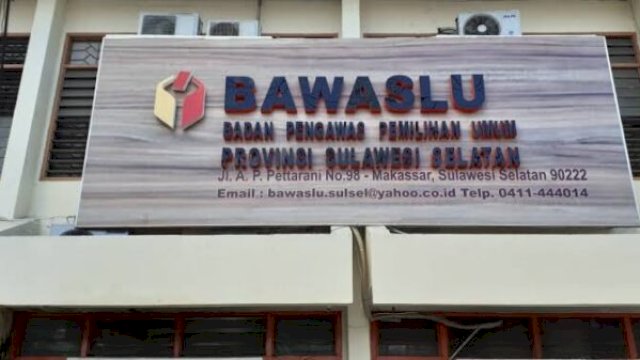 BAWASLU
BADAN PENGAWAS PEMILIHAN UMUM
PROVINSI SULAWESI SELATAN
Jl. A. P. Pettarani No.98 - Makassar, Sulawesi Selatan 90222
Email : bawaslu.sulsel@yahoo.co.id Telp. 0411-444014